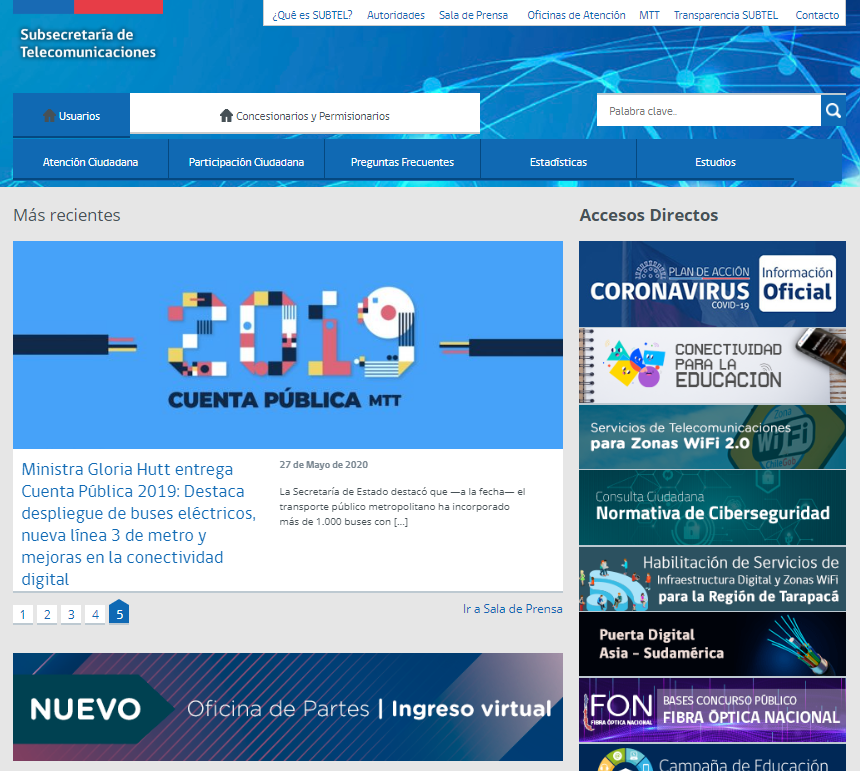 Subsecretaría de
Telecomunicaciones
¿Qué es SUBTEL? Autoridades Sala de Prensa Oficinas de Atención MTT Transparencia SUBTEL Contacto
Usuarios
Concesionarios y Permisionarios
Palabra clave..
Atención Ciudadana Participación Ciudadana Preguntas Frecuentes Estadísticas Estudios
Más recientes
2019
CUENTA PÚBLICA MTT
Ministra Gloria Hutt entrega
Cuenta Pública 2019: Destaca
despliegue de buses eléctricos,
nueva línea 3 de metro y
mejoras en la conectividad
digital
27 de Mayo de 2020
La Secretaría de Estado destacó que —a la fecha— el
transporte público metropolitano ha incorporado
más de 1.000 buses con [...]
1 2 3 4 5
Ir a Sala de Prensa
NUEVO
Oficina de Partes | Ingreso virtual
Accesos Directos
PLAN DE ACCIÓN
CORONAVIRUS
COVID-19
Información
Oficial
CONECTIVIDAD
PARA LA
EDUCACIÓN
Servicios de Telecomunicaciones
para Zonas WiFi 2.0
Zona
WiFi
ChileGob
Consulta Ciudadana
Normativa de Ciberseguridad
Habilitación de Servicios de
Infraestructura Digital y Zonas WiFi
para la Región de Tarapacá
Puerta Digital
Asia – Sudamérica
FON
FIBRA ÓPTICA NACIONAL
BASES CONCURSO PÚBLICO
FIBRA ÓPTICA NACIONAL
Campaña de Educación